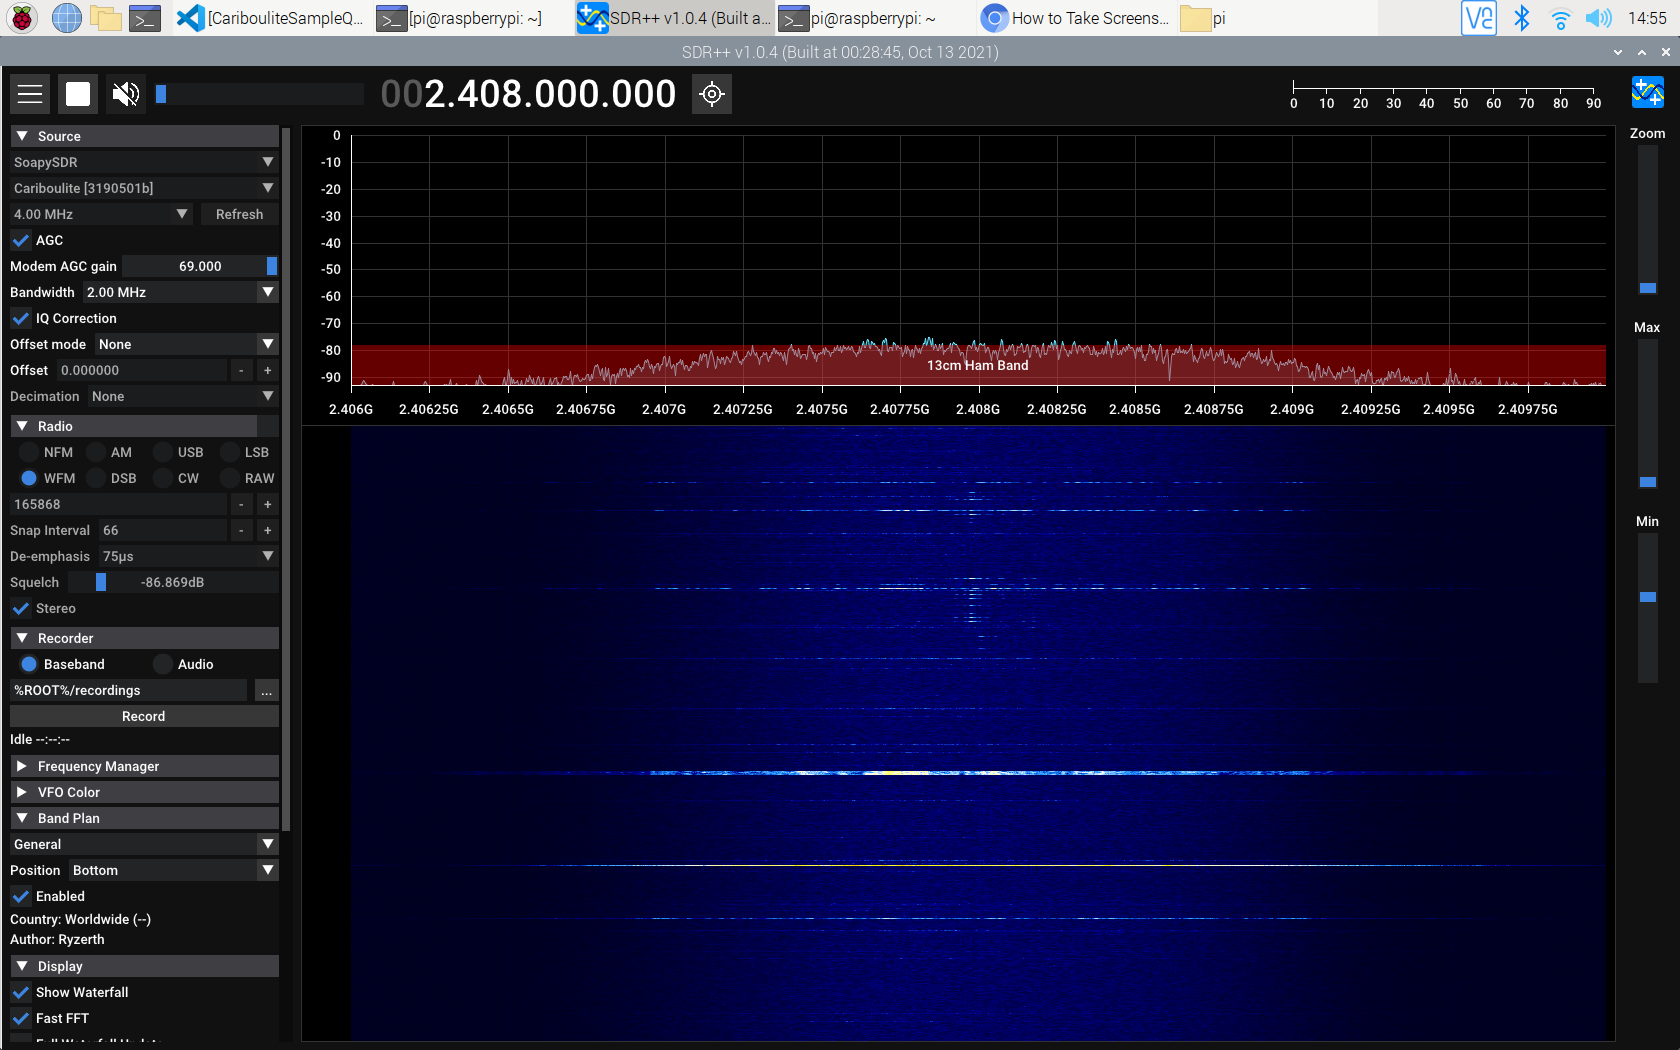 [CaribouliteSampleQ... [pi@raspberrypi: ~] SDR++ v1.0.4 (Built a... pi@raspberrypi: ~ How to Take Screens... pi 14:55
SDR++ v1.0.4 (Built at 00:28:45, Oct 13 2021)
002.408.000.000
0 10 20 30 40 50 60 70 80 90
Source
SoapySDR
Cariboulite [3190501b]
4.00 MHz Refresh
AGC
Modem AGC gain 69.000
Bandwidth 2.00 MHz
IQ Correction
Offset mode None
Offset 0.000000 - +
Decimation None
Radio
NFM AM USB LSB
WFM DSB CW RAW
165868 - +
Snap Interval 66 - +
De-emphasis 75µs
Squelch -86.869dB
Stereo
Recorder
Baseband Audio
%ROOT%/recordings ...
Record
Idle --:--:--
Frequency Manager
VFO Color
Band Plan
General
Position Bottom
Enabled
Country: Worldwide (--)
Author: Ryzerth
Display
Show Waterfall
Fast FFT
0
-10
-20
-30
-40
-50
-60
-70
-80
-90
13cm Ham Band
2.406G 2.40625G 2.4065G 2.40675G 2.407G 2.40725G 2.4075G 2.40775G 2.408G 2.40825G 2.4085G 2.40875G 2.409G 2.40925G 2.4095G 2.40975G
Zoom
Max
Min